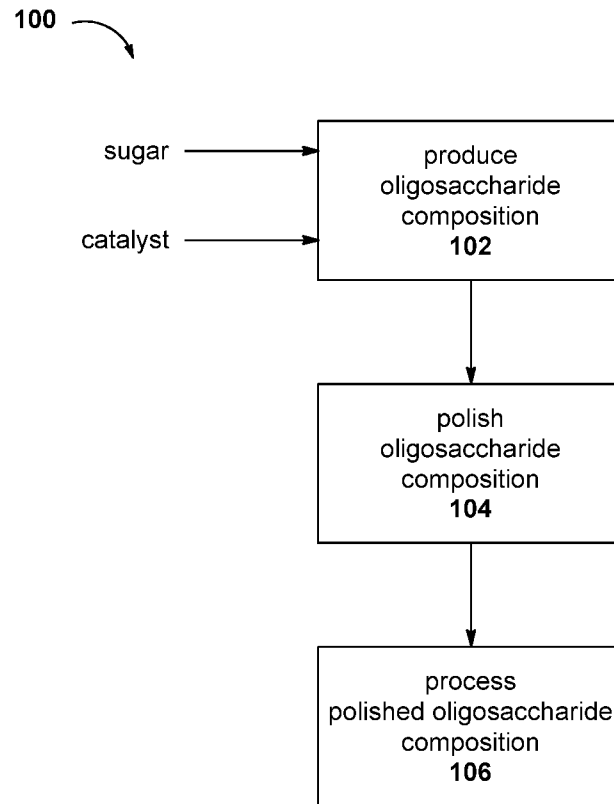 100
sugar
catalyst
produce
oligosaccharide
composition
102
polish
oligosaccharide
composition
104
process
polished oligosaccharide
composition
106